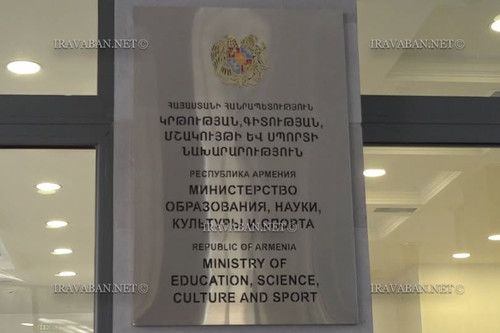 IRAVABAN.NET©
IRAVABAN.NET©
ՀԱՅԱՍՏԱՆԻ ՀԱՆՐԱՊԵՏՈՒԹՅՈՒՆ
ԿՐԹՈՒԹՅԱՆ, ԳԻՏՈՒԹՅԱՆ,
ՄՇԱԿՈՒՅԹԻ ԵՎ ՍՊՈՐՏԻ
ՆԱԽԱՐԱՐՈՒԹՅՈՒՆ
РЕСПУБЛИКА АРМЕНИЯ
МИНИСТЕРСТВО
ОБРАЗОВАНИЯ, НАУКИ,
КУЛЬТУРЫ И СПОРТА
IRAVABAN.NET©
REPUBLIC OF ARMENIA
MINISTRY OF
EDUCATION, SCIENCE,
CULTURE AND SPORT
IRAVABAN.NET©
IRAVABAN.NET©